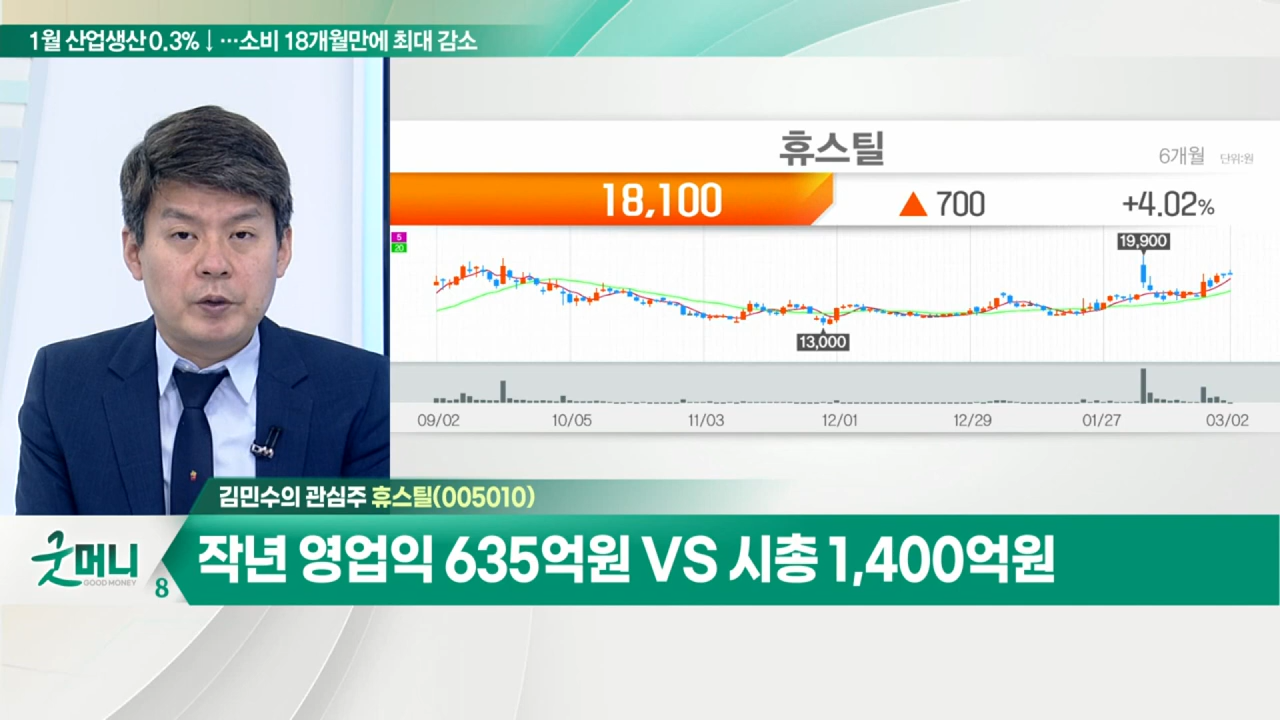 1월 산업생산 0.3%↓…소비 18개월만에 최대 감소
휴스틸
6개월 단위:원
18,100 ▲ 700 +4.02%
5
20
19,900
13,000
09/02 10/05 11/03 12/01 12/29 01/27 03/02
김민수의 관심주 휴스틸(005010)
굿머니
GOOD MONEY
8
작년 영업익 635억원 VS 시총 1,400억원